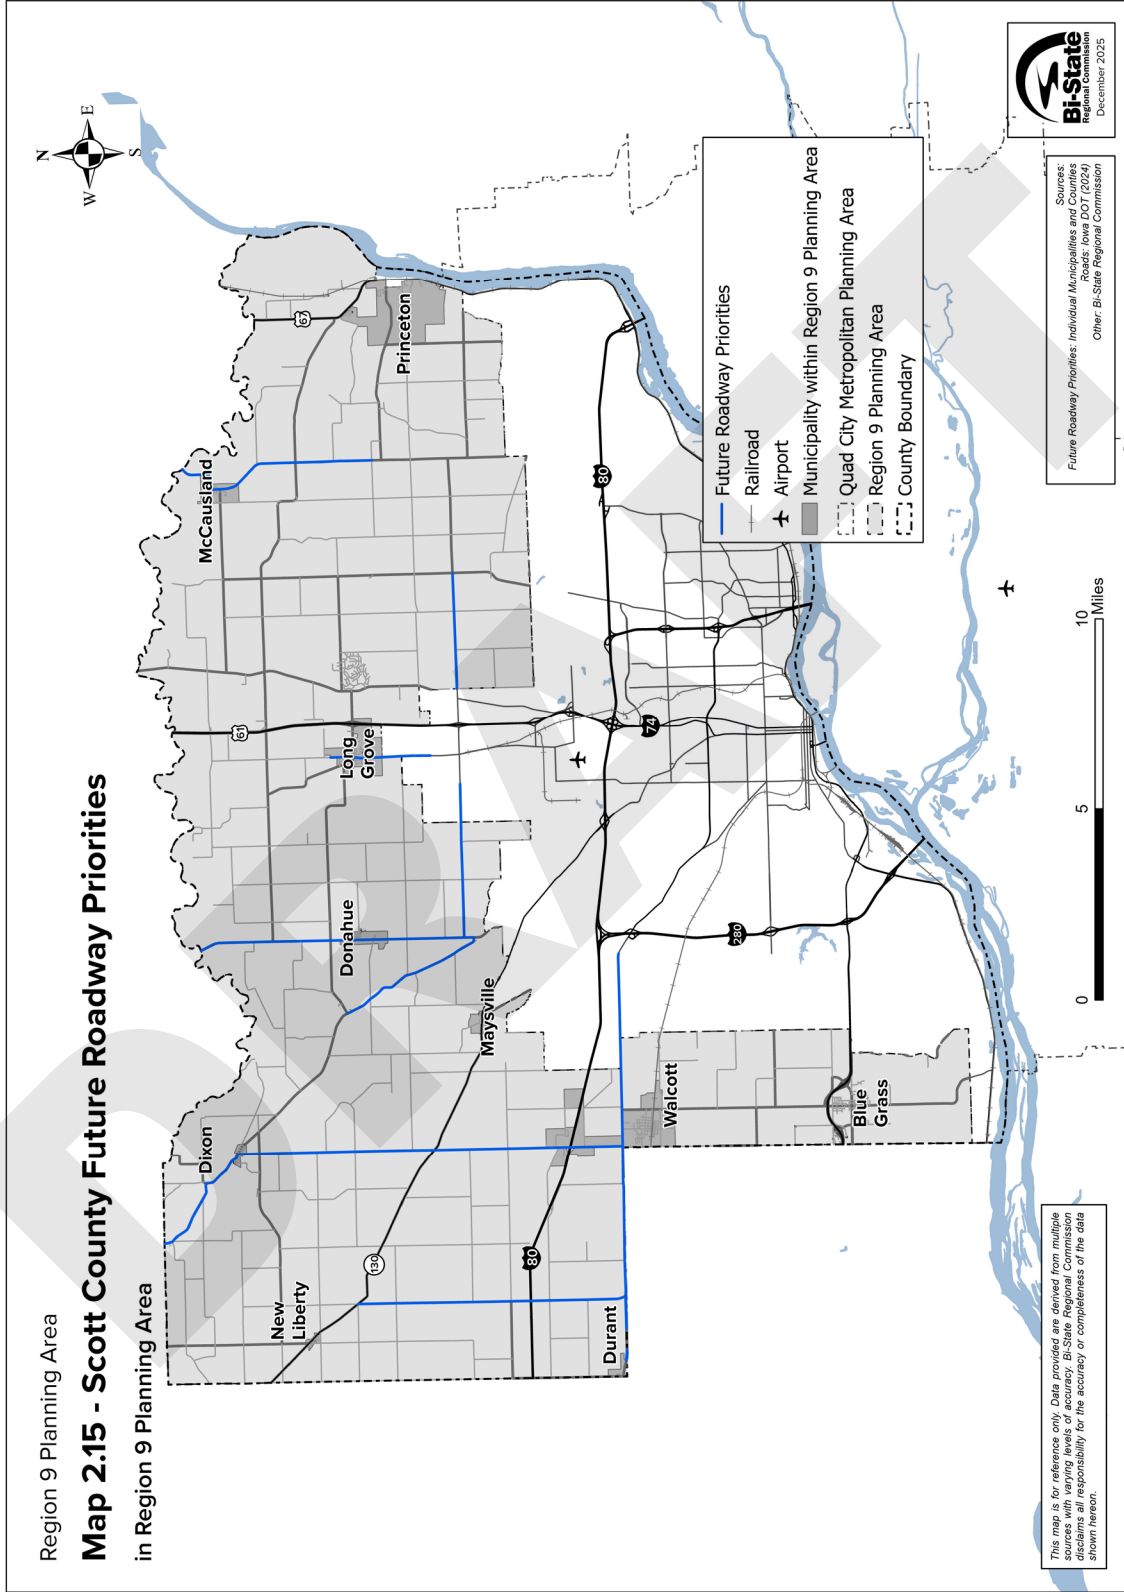 Region 9 Planning Area
Map 2.15 - Scott County Future Roadway Priorities
in Region 9 Planning Area
N
W
E
S
DRAFT
67
61
McCausland
Princeton
Long
Grove
Donahue
Dixon
New
Liberty
130
Maysville
80
80
74
280
Durant
Walcott
Blue
Grass
Future Roadway Priorities
Railroad
Airport
Municipality within Region 9 Planning Area
Quad City Metropolitan Planning Area
Region 9 Planning Area
County Boundary
0
5
10
Miles
This map is for reference only. Data provided are derived from multiple
sources with varying levels of accuracy. Bi-State Regional Commission
disclaims all responsibility for the accuracy or completeness of the data
shown hereon.
Sources:
Future Roadway Priorities: Individual Municipalities and Counties
Roads: Iowa DOT (2024)
Other: Bi-State Regional Commission
Bi-State
Regional Commission
December 2025